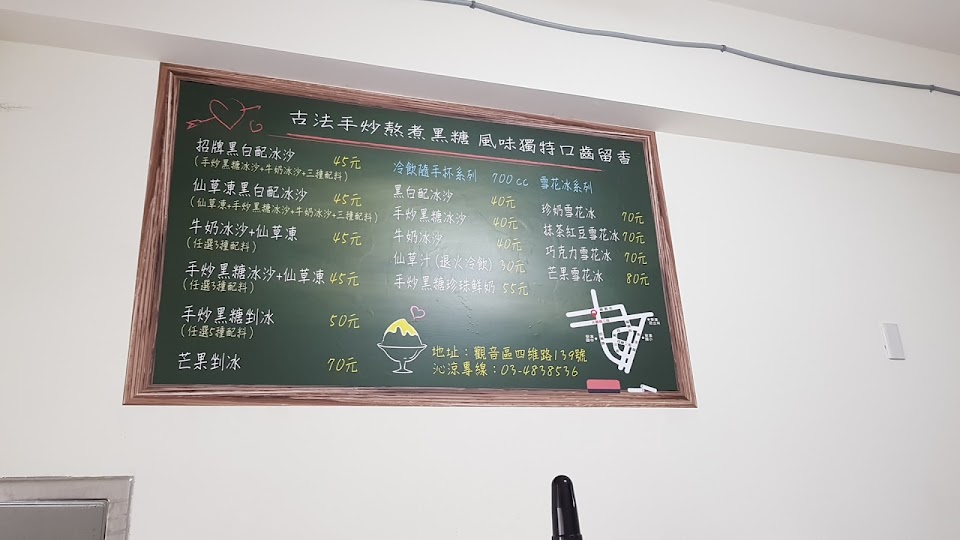 古法手炒熬煮黑糖 風味獨特口齒留香
招牌黑白配冰沙 45元
(手炒黑糖冰沙+牛奶冰沙+三種配料)
仙草凍黑白配冰沙 45元
(仙草凍+手炒黑糖冰沙+牛奶冰沙+三種配料)
牛奶冰沙+仙草凍 45元
(任選3種配料)
手炒黑糖冰沙+仙草凍 45元
(任選3種配料)
手炒黑糖剉冰 50元
(任選5種配料)
芒果剉冰 70元
冷飲隨手杯系列 700cc
黑白配冰沙 40元
手炒黑糖冰沙 40元
牛奶冰沙 40元
仙草汁(退火冷飲) 30元
手炒黑糖珍珠鮮奶 55元
雪花冰系列
珍奶雪花冰 70元
抹茶紅豆雪花冰 70元
巧克力雪花冰 70元
芒果雪花冰 80元
地址:觀音區四維路139號
沁涼專線:03-4838536